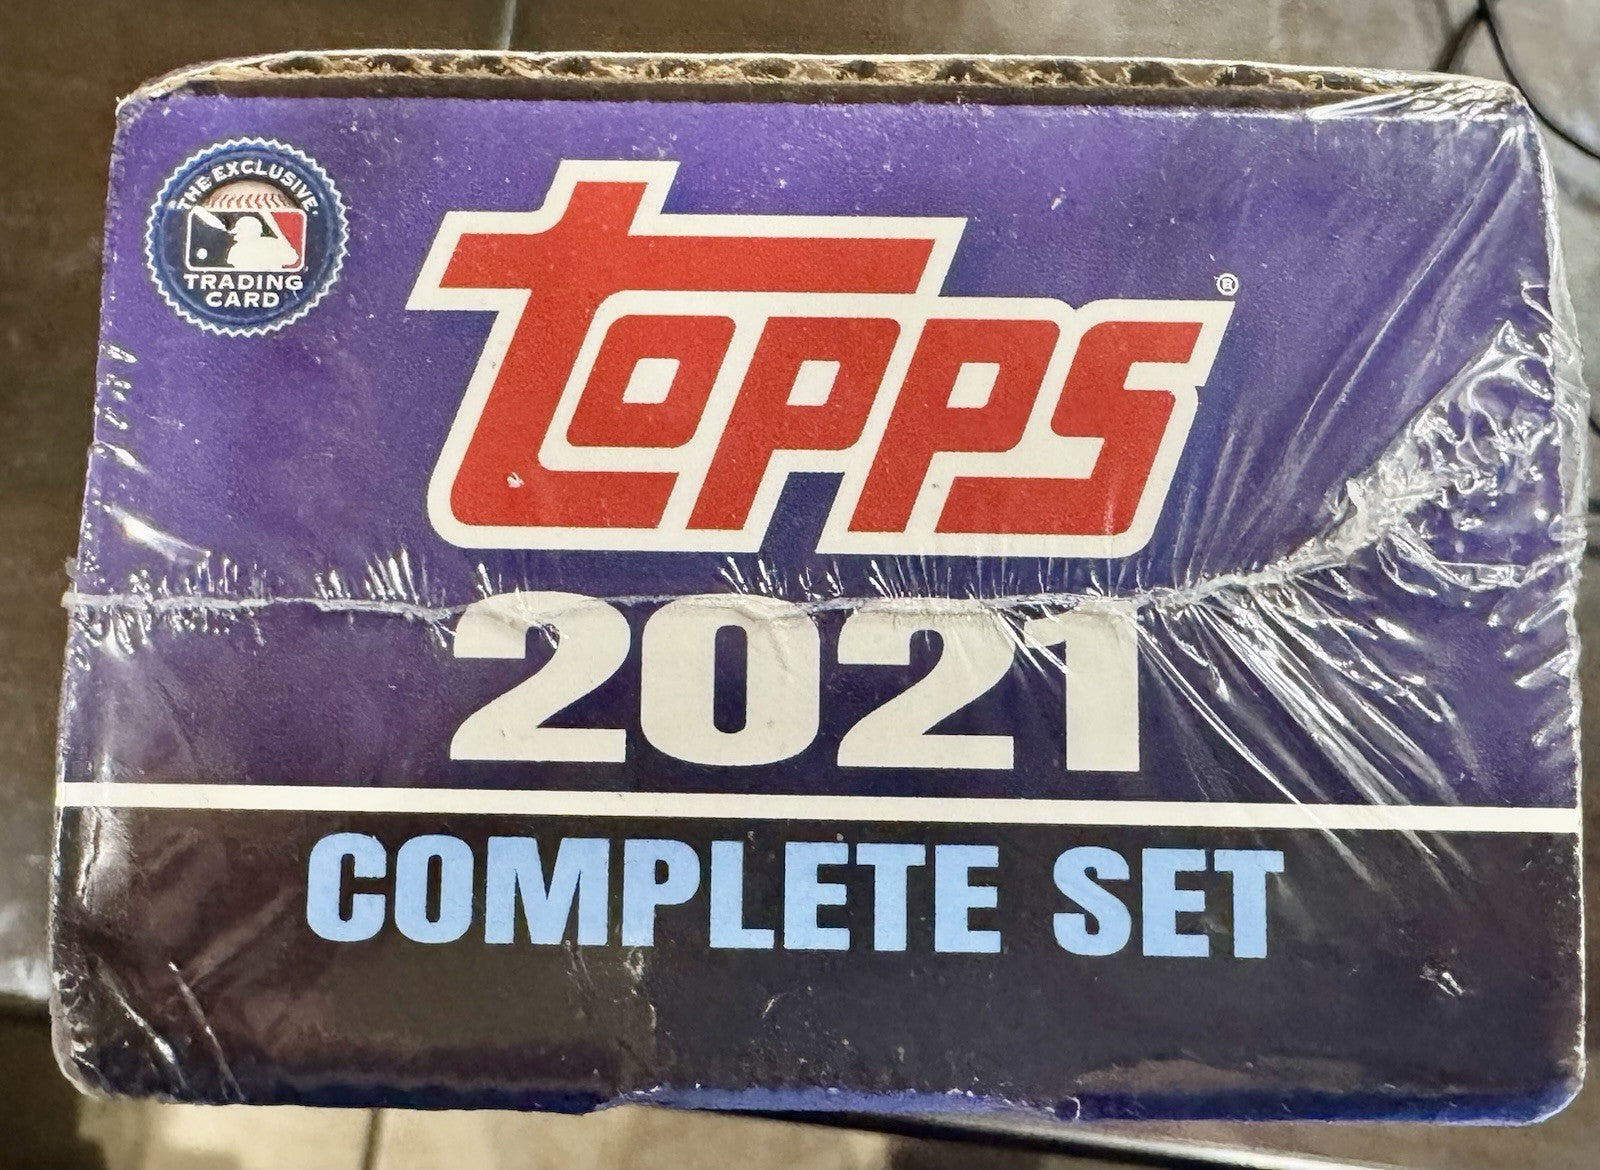 THE EXCLUSIVE
TRADING
CARD
Topps®
2021
COMPLETE SET